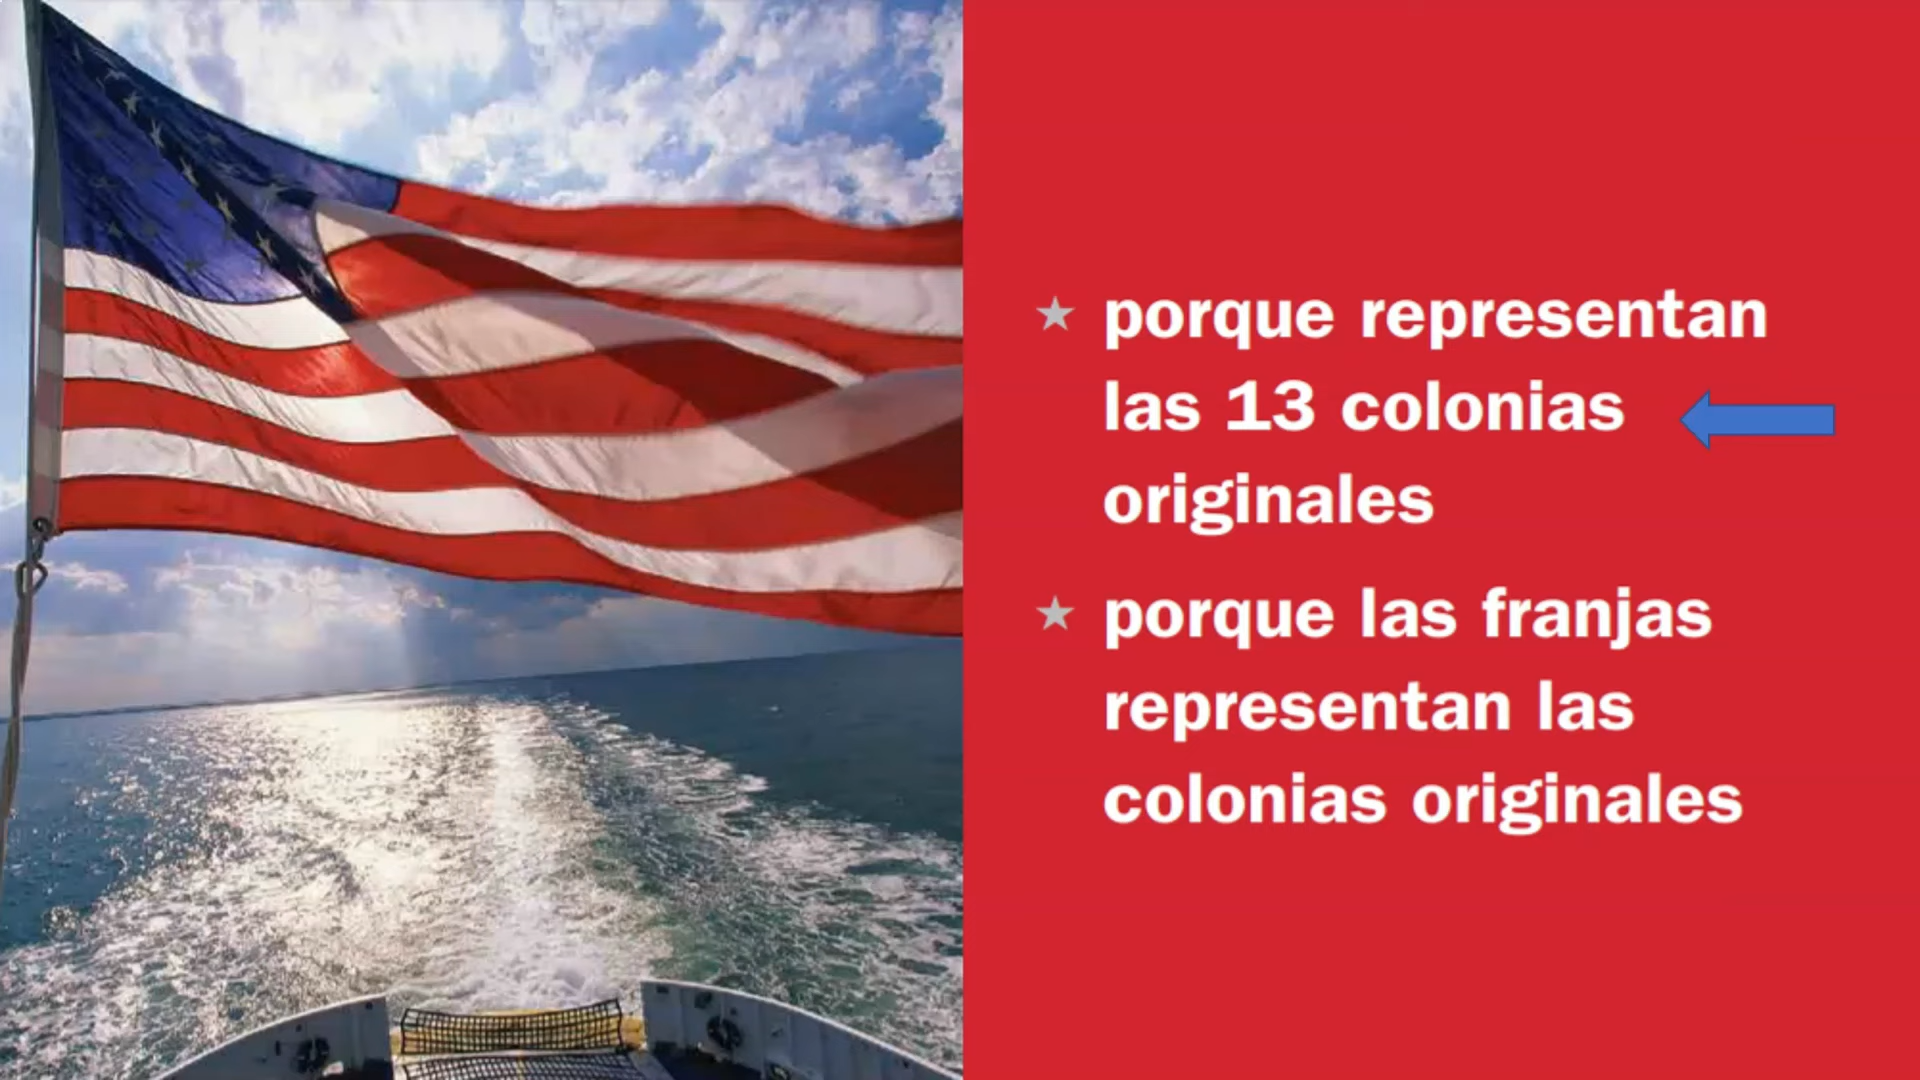 porque representan
las 13 colonias
originales
porque las franjas
representan las
colonias originales